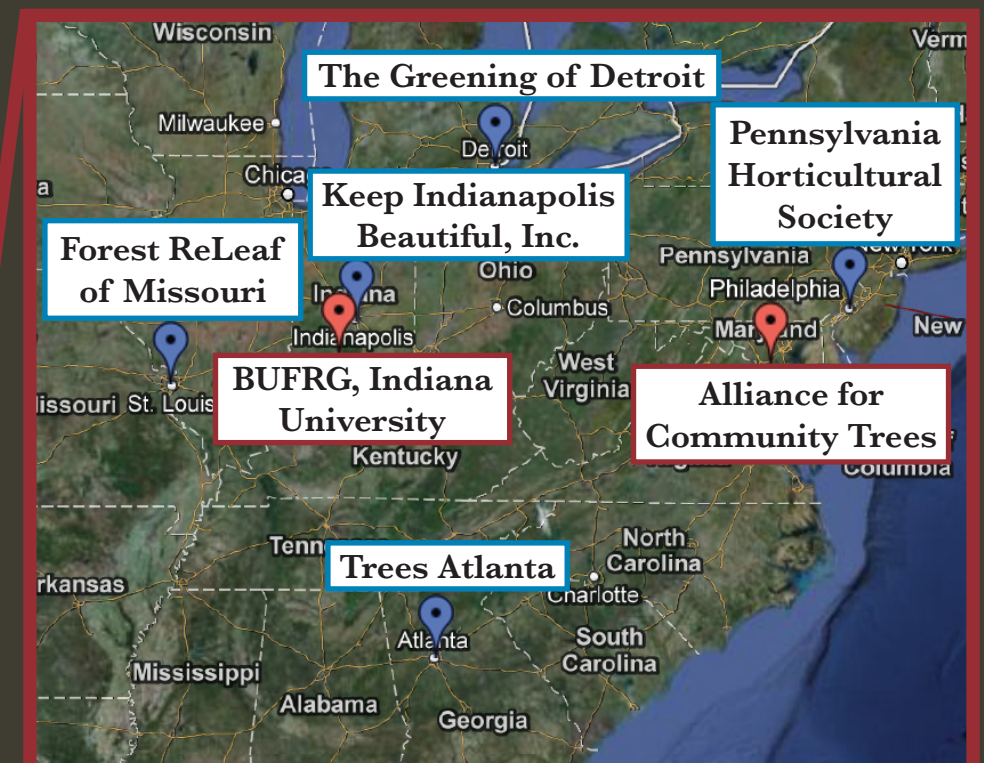 Wisconsin
Verm
The Greening of Detroit
Milwaukee
Detroit
Pennsylvania
Horticultural
Society
Chica
Keep Indianapolis
Beautiful, Inc.
Forest ReLeaf
of Missouri
Ohio
Pennsylvania
New York
Indiana
Philadelphia
Columbus
Maryland
New
Indianapolis
BUFRG, Indiana
University
West
Virginia
Alliance for
Community Trees
issouri
St. Louis
Kentucky
Columbia
Tenn
Trees Atlanta
North
Carolina
rkansas
Charlotte
Atlanta
South
Carolina
Mississippi
Alabama
Georgia